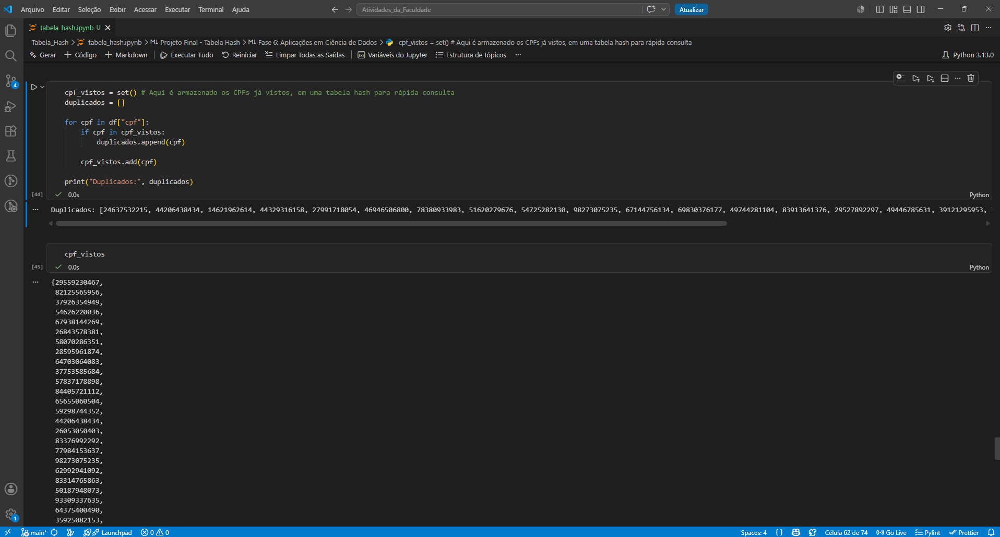 Arquivo Editar Seleção Exibir Acessar Executar Terminal Ajuda Atividades_da_Faculdade Atualizar
tabela_hash.ipynb U
Tabela_Hash > tabela_hash.ipynb > M↓ Projeto Final - Tabela Hash > M↓ Fase 6: Aplicações em Ciência de Dados > cpf_vistos = set() # Aqui é armazenado os CPFs já vistos, em uma tabela hash para rápida consulta
Gerar + Código + Markdown Executar Tudo Reiniciar Limpar Todas as Saídas Variáveis do Jupyter Estrutura de tópicos ... Python 3.13.0
cpf_vistos = set() # Aqui é armazenado os CPFs já vistos, em uma tabela hash para rápida consulta
duplicados = []
for cpf in df["cpf"]:
if cpf in cpf_vistos:
duplicados.append(cpf)
cpf_vistos.add(cpf)
print("Duplicados:", duplicados)
[44] 0.0s Python
Duplicados: [24637532215, 44206438434, 14621962614, 44329316158, 27991718054, 46946506800, 78380933983, 51620279676, 54725282130, 98273075235, 67144756134, 69830376177, 49744281104, 83913641376, 29527892297, 49446785631, 39121295953,
cpf_vistos
[45] 0.0s Python
{29559230467,
82125565956,
37926354949,
54626220036,
67938144269,
26843578381,
58070286351,
28595961874,
64703064083,
37753585684,
57837178898,
84405721112,
65655060504,
59298744352,
44206438434,
26053050403,
83376992292,
77984153637,
98273075235,
62992941092,
83314765863,
50187948073,
93309337635,
64375400490,
35925082153,
4
1
main* Launchpad 0 0 Spaces: 4 { } Célula 62 de 74 Go Live Pylint Prettier